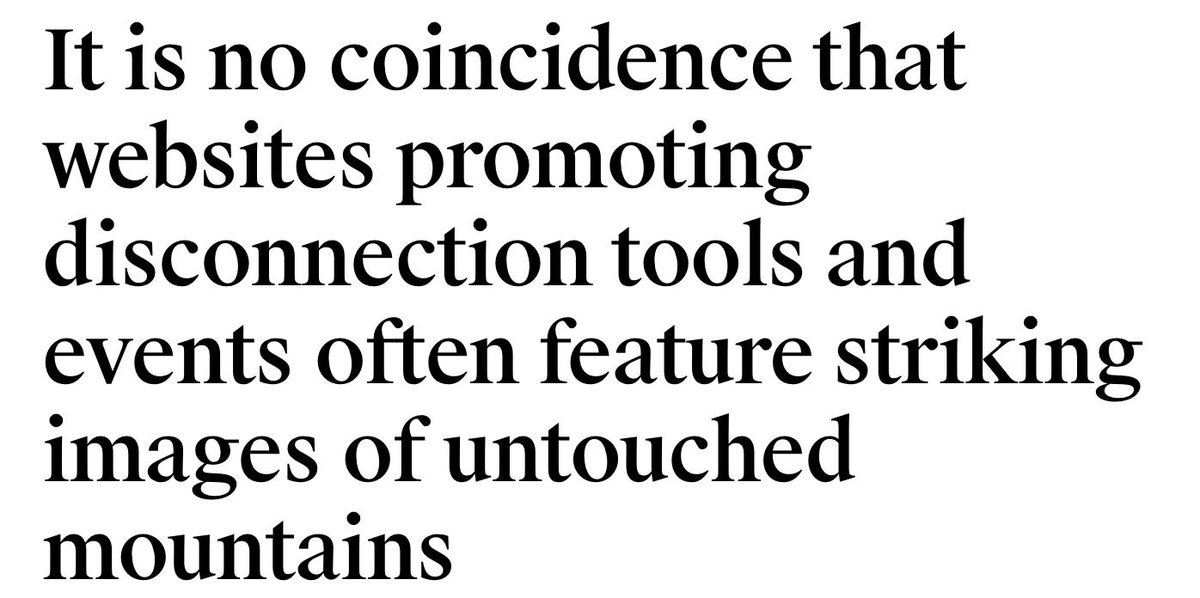 It is no coincidence that
websites promoting
disconnection tools and
events often feature striking
images of untouched
mountains